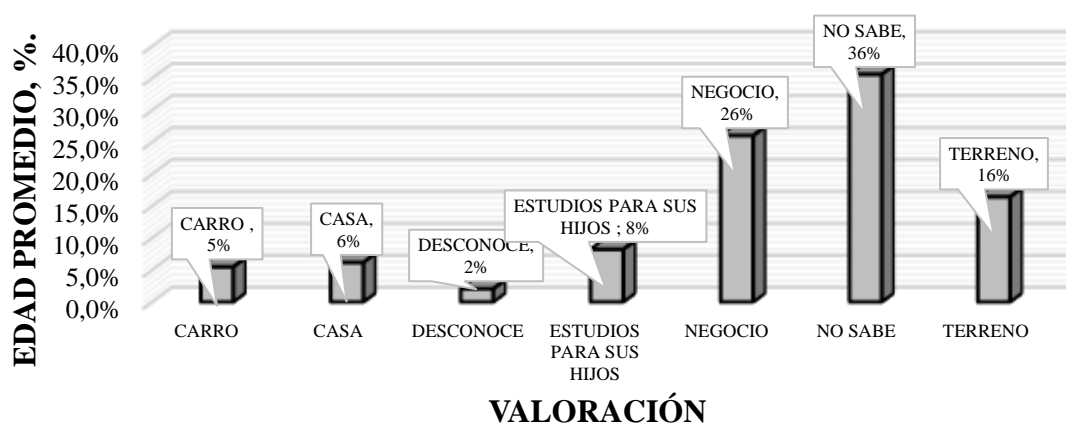 EDAD PROMEDIO, %.
40,0%
35,0%
30,0%
25,0%
20,0%
15,0%
10,0%
5,0%
0,0%
CARRO ,
5%
CASA,
6%
DESCONOCE,
2%
ESTUDIOS PARA SUS
HIJOS ; 8%
NEGOCIO,
26%
NO SABE,
36%
TERRENO,
16%
CARRO
CASA
DESCONOCE
ESTUDIOS
PARA SUS
HIJOS
NEGOCIO
NO SABE
TERRENO
VALORACIÓN